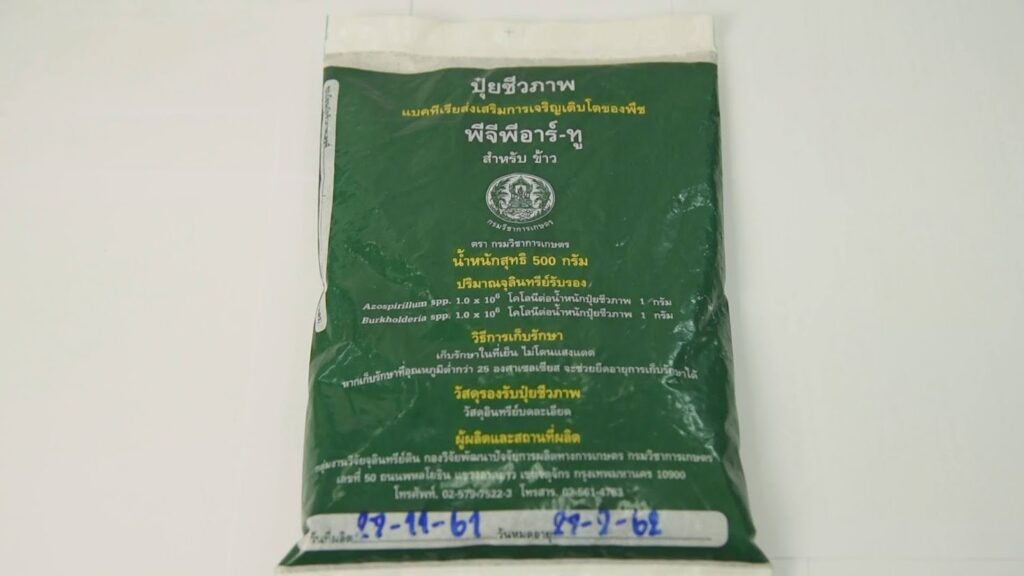 ปุ๋ยชีวภาพ
แบคทีเรียส่งเสริมการเจริญเติบโตของพืช
พีจีพีอาร์-ทู
สำหรับ ข้าว
กรมวิชาการเกษตร
ตรา กรมวิชาการเกษตร
น้ำหนักสุทธิ 500 กรัม
ปริมาณจุลินทรีย์รับรอง
Azospirillum spp. 1.0 x 10⁶ โคโลนีต่อน้ำหนักปุ๋ยชีวภาพ 1 กรัม
Burkholderia spp. 1.0 x 10⁶ โคโลนีต่อน้ำหนักปุ๋ยชีวภาพ 1 กรัม
วิธีการเก็บรักษา
เก็บรักษาในที่เย็น ไม่โดนแสงแดด
หากเก็บรักษาที่อุณหภูมิต่ำกว่า 25 องศาเซลเซียส จะช่วยยืดอายุการเก็บรักษาได้
วัสดุรองรับปุ๋ยชีวภาพ
วัสดุอินทรีย์บดละเอียด
ผู้ผลิตและสถานที่ผลิต
กลุ่มงานวิจัยจุลินทรีย์ดิน กองวิจัยพัฒนาปัจจัยการผลิตทางการเกษตร กรมวิชาการเกษตร
เลขที่ 50 ถนนพหลโยธิน แขวงลาดยาว เขตจตุจักร กรุงเทพมหานคร 10900
โทรศัพท์. 02-579-7522-3 โทรสาร. 02-561-4763
วันที่ผลิต 29-11-61 วันหมดอายุ